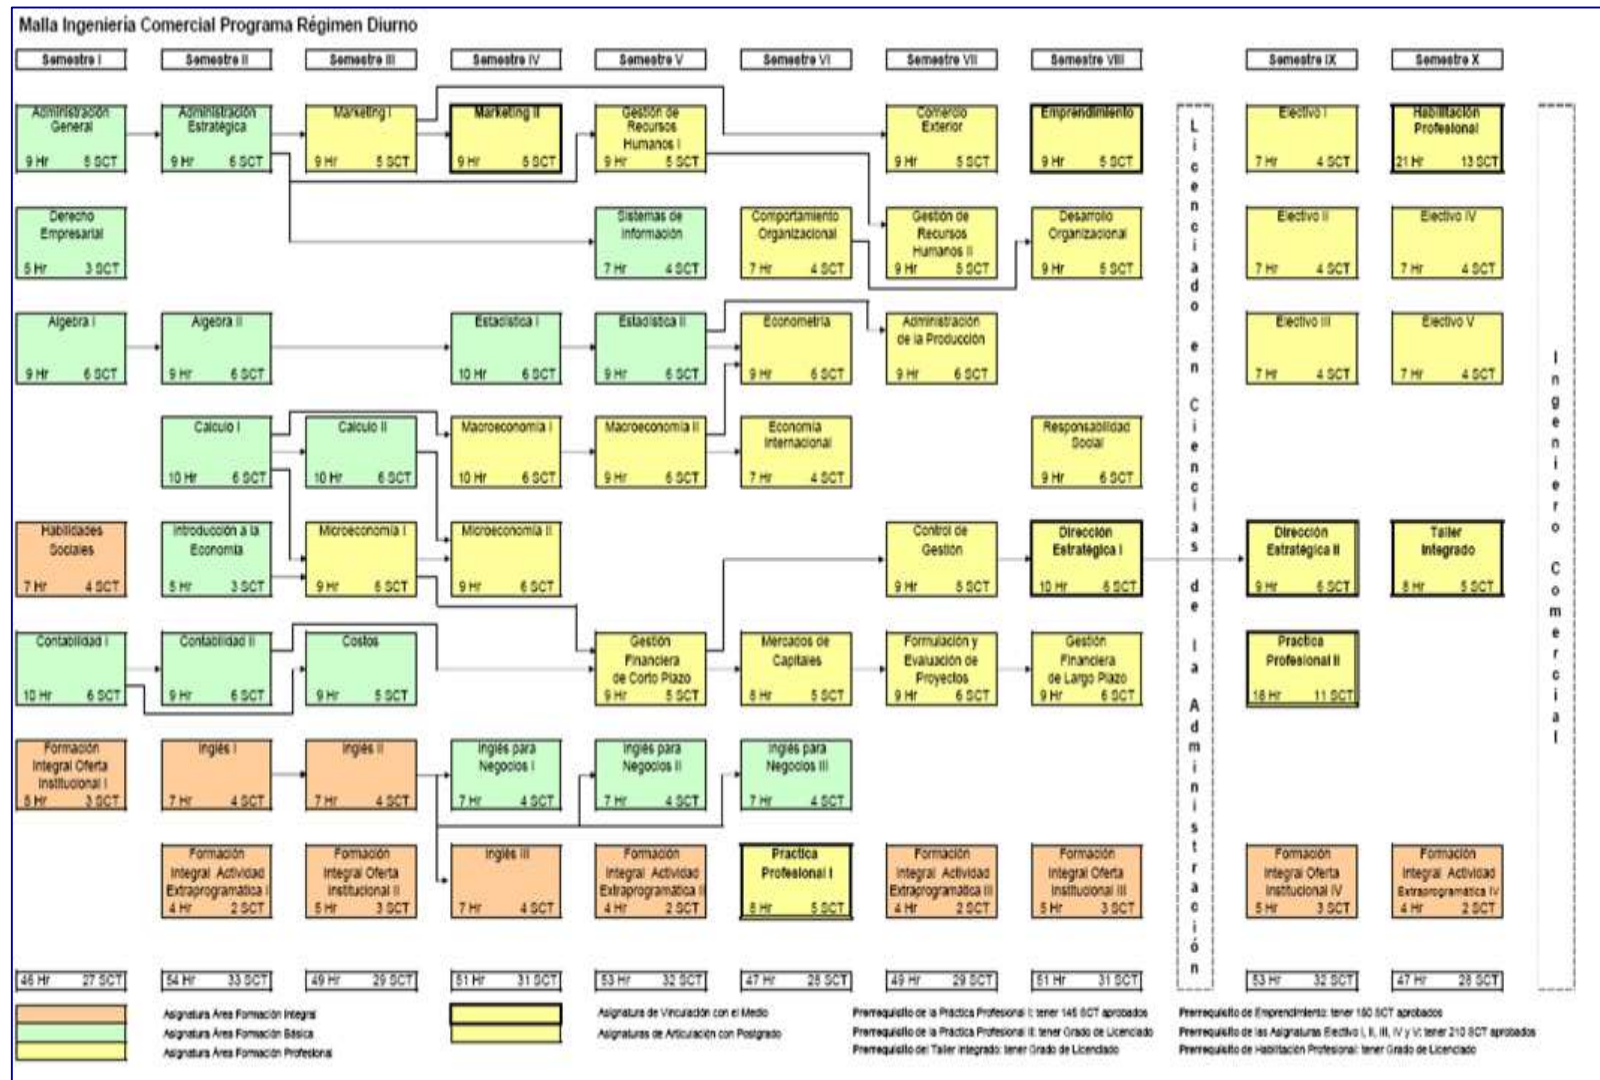 Malla Ingeniería Comercial Programa Régimen Diurno
Semestre I
Semestre II
Semestre III
Semestre IV
Semestre V
Semestre VI
Semestre VII
Semestre VIII
Semestre IX
Semestre X
Administración
General
9 Hr 5 SCT
Administración
Estratégica
9 Hr 6 SCT
Marketing I
9 Hr 5 SCT
Marketing II
9 Hr 5 SCT
Gestión de
Recursos
Humanos I
9 Hr 5 SCT
Comercio
Exterior
9 Hr 5 SCT
Emprendimiento
9 Hr 5 SCT
Electivo I
7 Hr 4 SCT
Habilitación
Profesional
21 Hr 13 SCT
Derecho
Empresarial
5 Hr 3 SCT
Sistemas de
Información
7 Hr 4 SCT
Comportamiento
Organizacional
7 Hr 4 SCT
Gestión de
Recursos
Humanos II
9 Hr 5 SCT
Desarrollo
Organizacional
9 Hr 5 SCT
Electivo II
7 Hr 4 SCT
Electivo IV
7 Hr 4 SCT
Algebra I
9 Hr 6 SCT
Algebra II
9 Hr 6 SCT
Estadística I
10 Hr 6 SCT
Estadística II
9 Hr 6 SCT
Econometría
9 Hr 6 SCT
Administración
de la Producción
9 Hr 6 SCT
Electivo III
7 Hr 4 SCT
Electivo V
7 Hr 4 SCT
Calculo I
10 Hr 6 SCT
Calculo II
10 Hr 6 SCT
Macroeconomía I
10 Hr 6 SCT
Macroeconomía II
9 Hr 6 SCT
Economía
Internacional
7 Hr 4 SCT
Responsabilidad
Social
9 Hr 6 SCT
Habilidades
Sociales
7 Hr 4 SCT
Introducción a la
Economía
5 Hr 3 SCT
Microeconomía I
9 Hr 6 SCT
Microeconomía II
9 Hr 6 SCT
Control de
Gestión
9 Hr 5 SCT
Dirección
Estratégica I
10 Hr 6 SCT
Dirección
Estratégica II
9 Hr 6 SCT
Taller
Integrado
8 Hr 5 SCT
Contabilidad I
10 Hr 6 SCT
Contabilidad II
9 Hr 6 SCT
Costos
9 Hr 5 SCT
Gestión
Financiera
de Corto Plazo
9 Hr 5 SCT
Mercados de
Capitales
8 Hr 5 SCT
Formulación y
Evaluación de
Proyectos
9 Hr 6 SCT
Gestión
Financiera
de Largo Plazo
9 Hr 6 SCT
Practica
Profesional II
18 Hr 11 SCT
Formación
Integral Oferta
Institucional I
5 Hr 3 SCT
Inglés I
7 Hr 4 SCT
Inglés II
7 Hr 4 SCT
Inglés para
Negocios I
7 Hr 4 SCT
Inglés para
Negocios II
7 Hr 4 SCT
Inglés para
Negocios III
7 Hr 4 SCT
Formación
Integral Actividad
Extraprogramática I
4 Hr 2 SCT
Formación
Integral Oferta
Institucional II
5 Hr 3 SCT
Inglés III
7 Hr 4 SCT
Formación
Integral Actividad
Extraprogramática II
4 Hr 2 SCT
Practica
Profesional I
8 Hr 5 SCT
Formación
Integral Actividad
Extraprogramática III
4 Hr 2 SCT
Formación
Integral Oferta
Institucional III
5 Hr 3 SCT
Formación
Integral Oferta
Institucional IV
5 Hr 3 SCT
Formación
Integral Actividad
Extraprogramática IV
4 Hr 2 SCT
Licenciado en Ciencias de la Administración
Ingeniero Comercial
46 Hr 27 SCT
54 Hr 33 SCT
49 Hr 29 SCT
51 Hr 31 SCT
53 Hr 32 SCT
47 Hr 28 SCT
49 Hr 29 SCT
51 Hr 31 SCT
53 Hr 32 SCT
47 Hr 28 SCT
Asignatura Área Formación Integral
Asignatura Área Formación Básica
Asignatura Área Formación Profesional
Asignatura de Vinculación con el Medio
Asignaturas de Articulación con Postgrado
Prerrequisito de la Práctica Profesional I: tener 145 SCT aprobados
Prerrequisito de la Práctica Profesional II: tener Grado de Licenciado
Prerrequisito del Taller Integrado: tener Grado de Licenciado
Prerrequisito de Emprendimiento: tener 180 SCT aprobados
Prerrequisito de las Asignaturas Electivo I, II, III, IV y V: tener 210 SCT aprobados
Prerrequisito de Habilitación Profesional: tener Grado de Licenciado